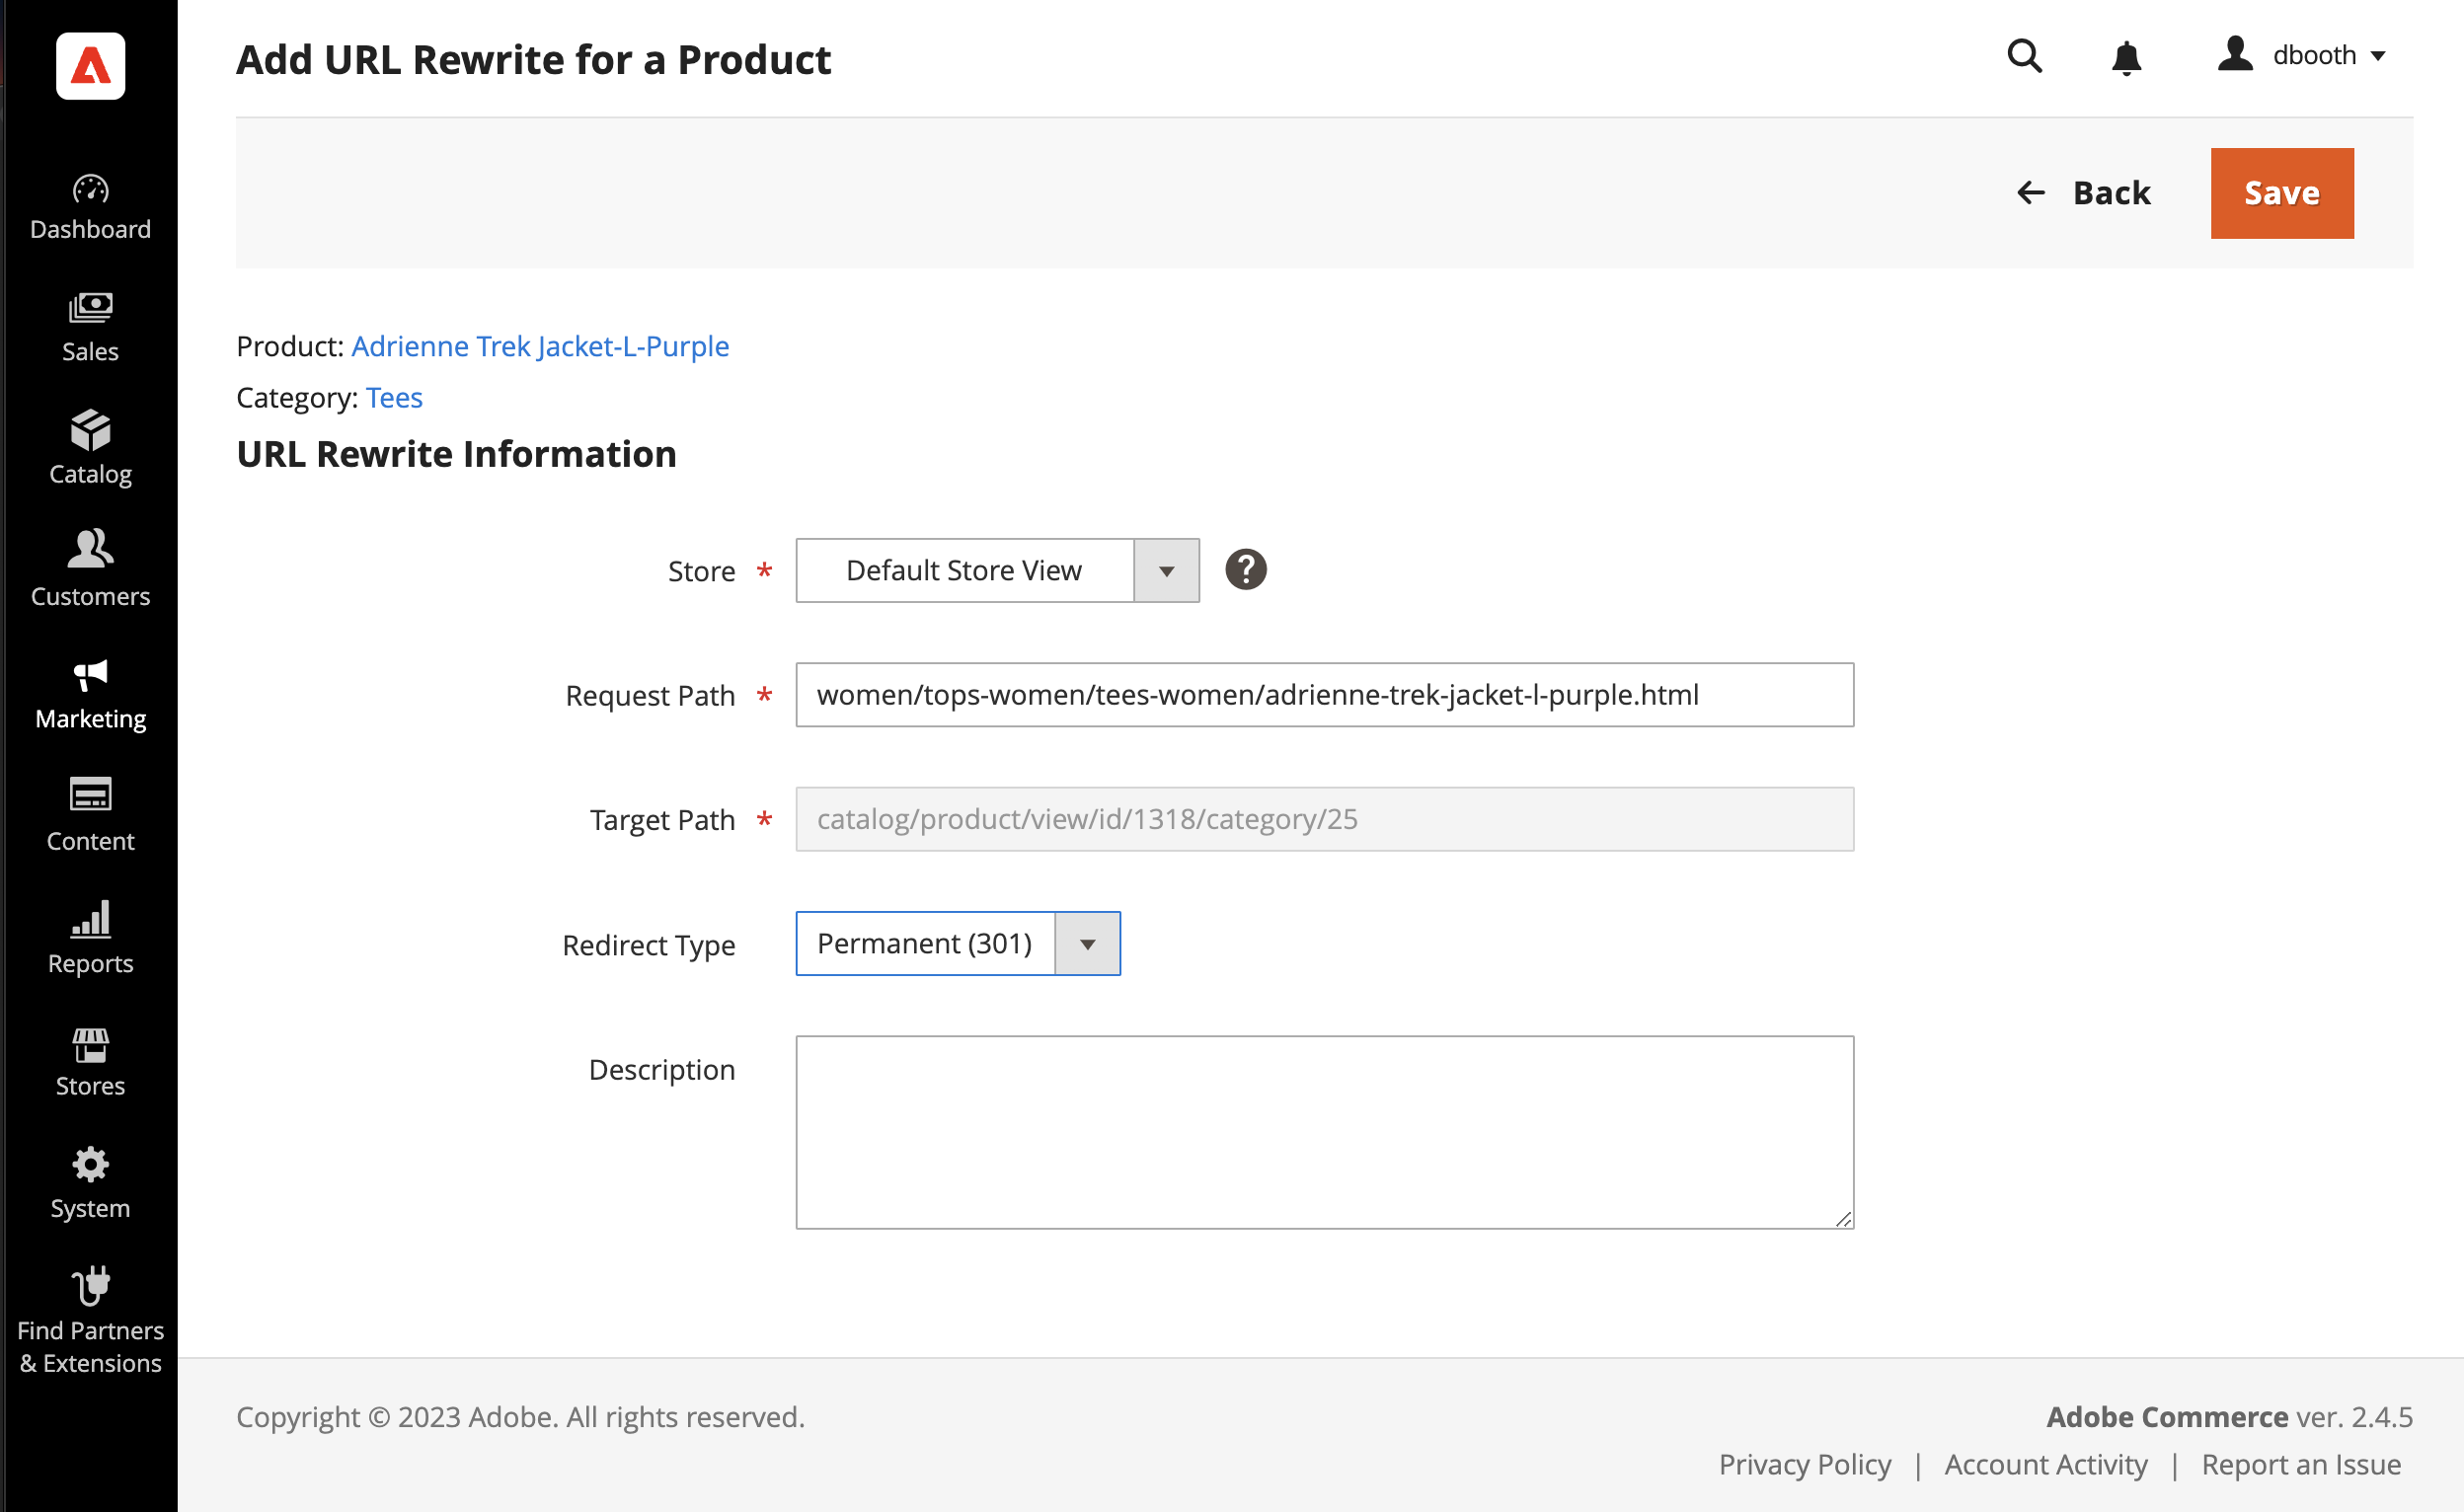 Add URL Rewrite for a Product
dbooth
Dashboard
Sales
Catalog
Customers
Marketing
Content
Reports
Stores
System
Find Partners
& Extensions
Back
Save
Product: Adrienne Trek Jacket-L-Purple
Category: Tees
URL Rewrite Information
Store * Default Store View ?
Request Path * women/tops-women/tees-women/adrienne-trek-jacket-l-purple.html
Target Path * catalog/product/view/id/1318/category/25
Redirect Type Permanent (301)
Description
Copyright © 2023 Adobe. All rights reserved.
Adobe Commerce ver. 2.4.5
Privacy Policy | Account Activity | Report an Issue